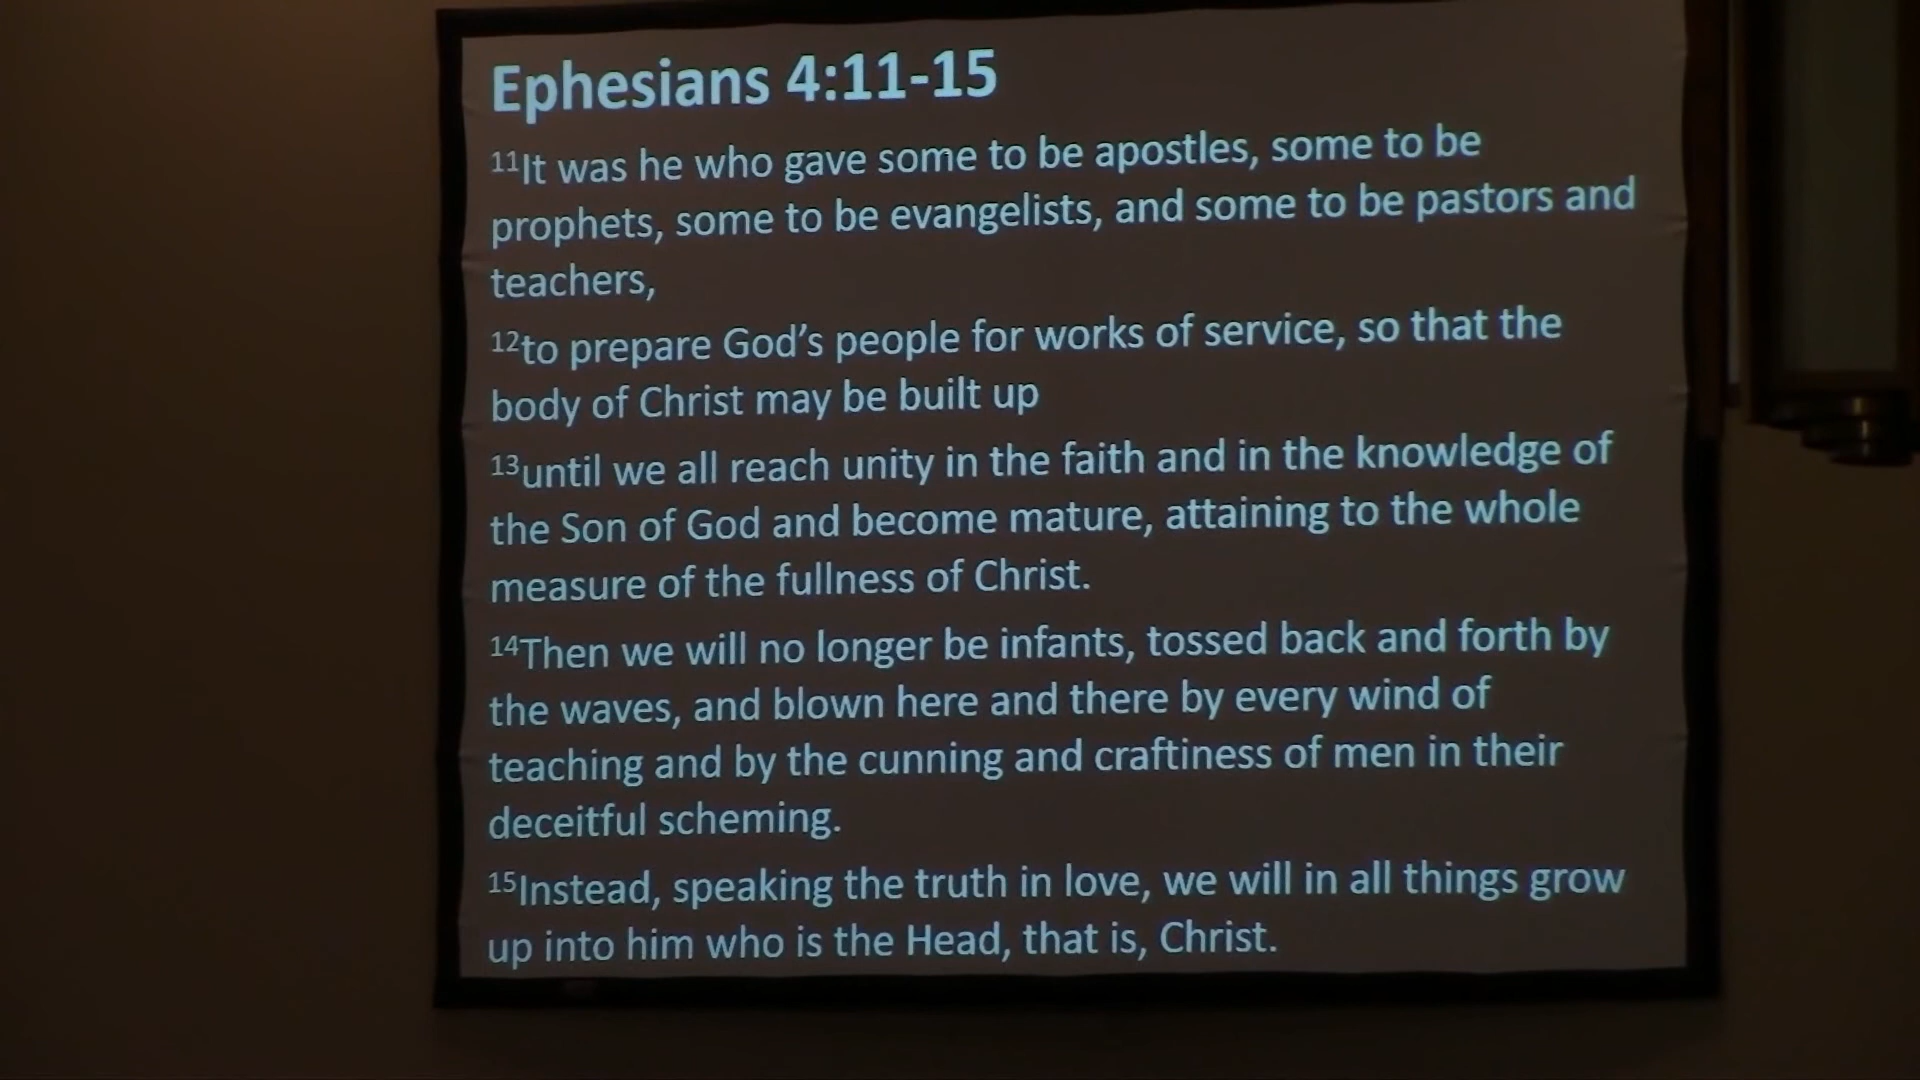 Ephesians 4:11-15
¹¹It was he who gave some to be apostles, some to be
prophets, some to be evangelists, and some to be pastors and
teachers,
¹²to prepare God’s people for works of service, so that the
body of Christ may be built up
¹³until we all reach unity in the faith and in the knowledge of
the Son of God and become mature, attaining to the whole
measure of the fullness of Christ.
¹⁴Then we will no longer be infants, tossed back and forth by
the waves, and blown here and there by every wind of
teaching and by the cunning and craftiness of men in their
deceitful scheming.
¹⁵Instead, speaking the truth in love, we will in all things grow
up into him who is the Head, that is, Christ.